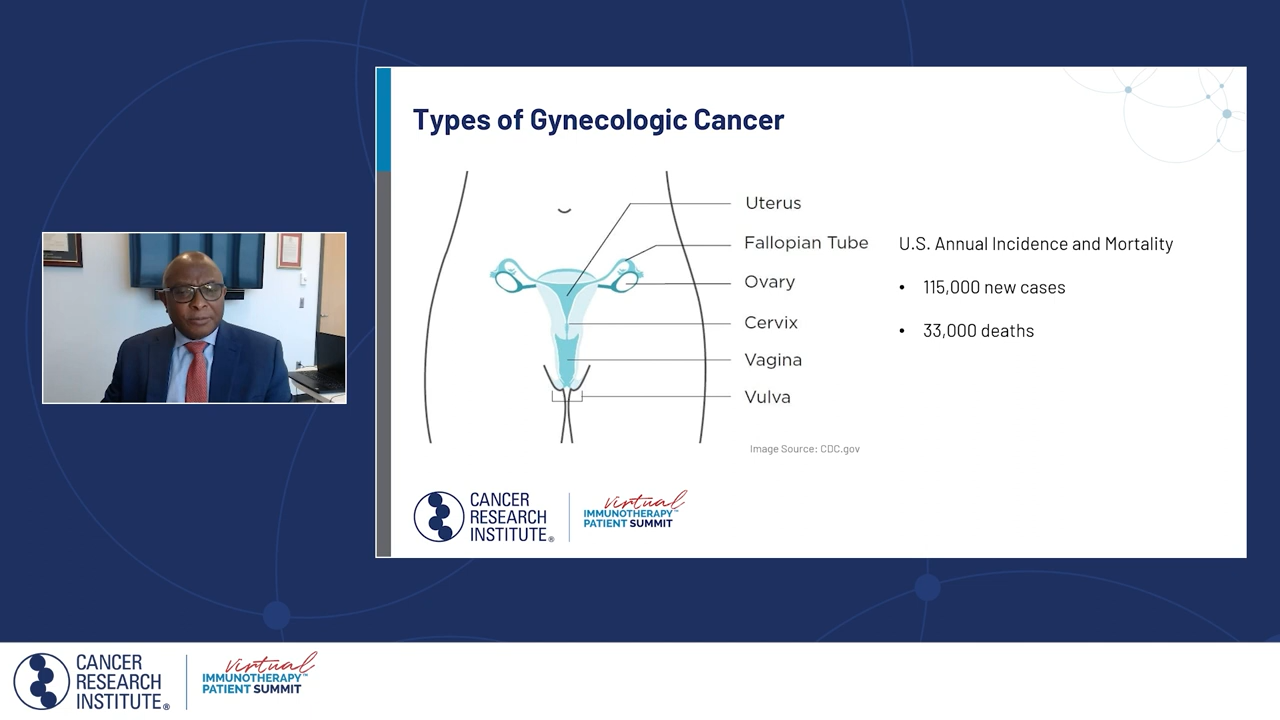 Types of Gynecologic Cancer
Uterus
Fallopian Tube
Ovary
Cervix
Vagina
Vulva
U.S. Annual Incidence and Mortality
• 115,000 new cases
• 33,000 deaths
Image Source: CDC.gov
CANCER
RESEARCH
INSTITUTE®
virtual
IMMUNOTHERAPY™
PATIENT SUMMIT
CANCER
RESEARCH
INSTITUTE®
virtual
IMMUNOTHERAPY™
PATIENT SUMMIT